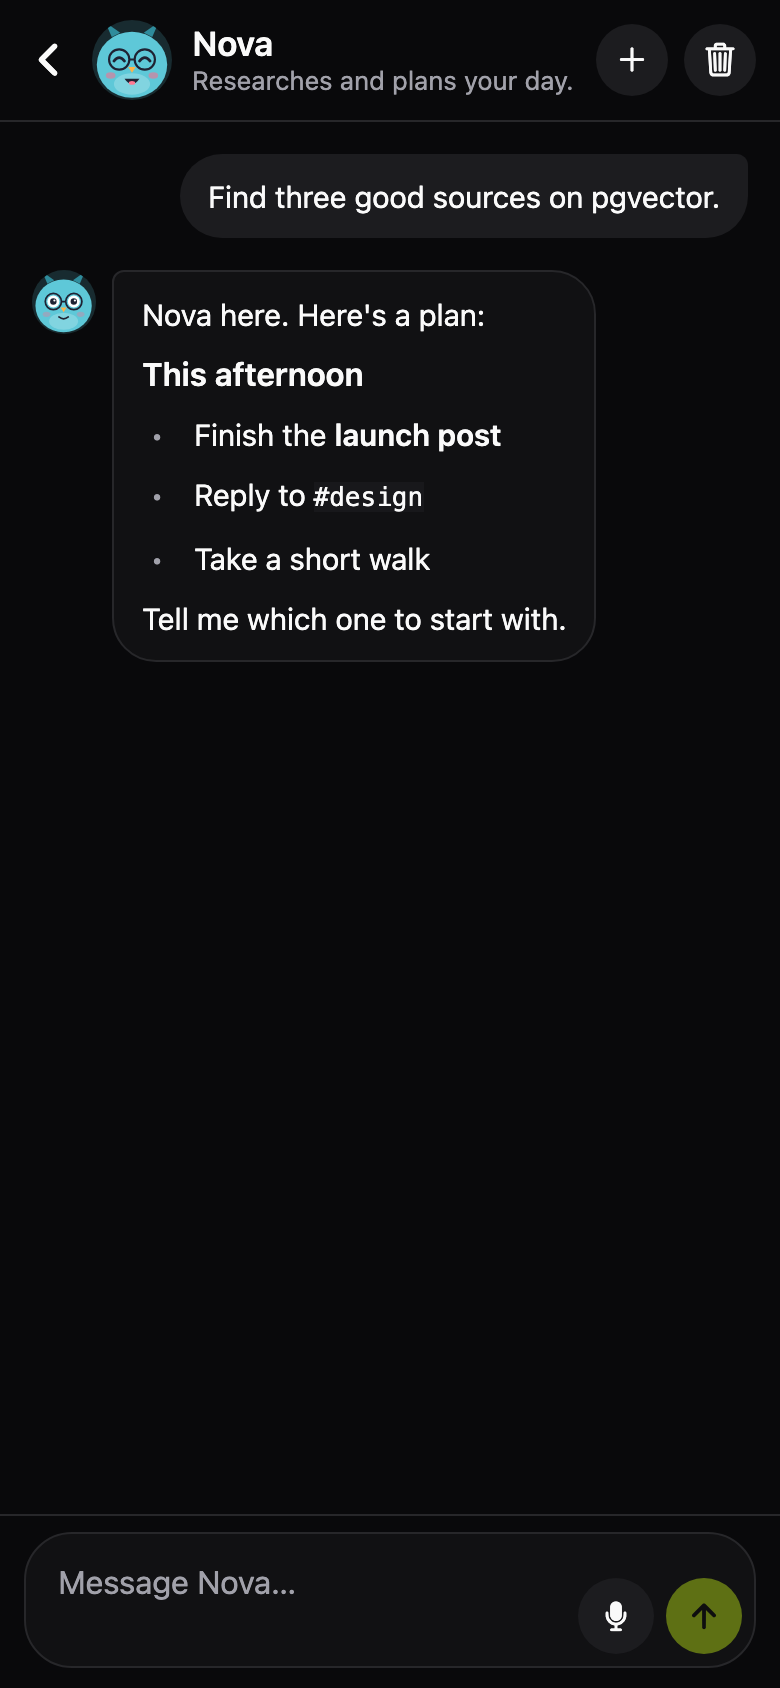 Nova
Researches and plans your day.
Find three good sources on pgvector.
Nova here. Here's a plan:
This afternoon
• Finish the launch post
• Reply to #design
• Take a short walk
Tell me which one to start with.
Message Nova...